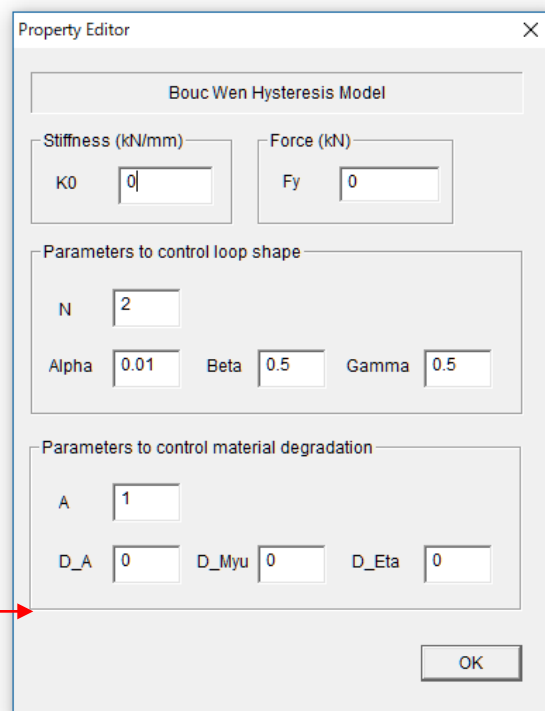 Property Editor
Bouc Wen Hysteresis Model
Stiffness (kN/mm)
K0 0
Force (kN)
Fy 0
Parameters to control loop shape
N 2
Alpha 0.01 Beta 0.5 Gamma 0.5
Parameters to control material degradation
A 1
D_A 0 D_Myu 0 D_Eta 0
OK